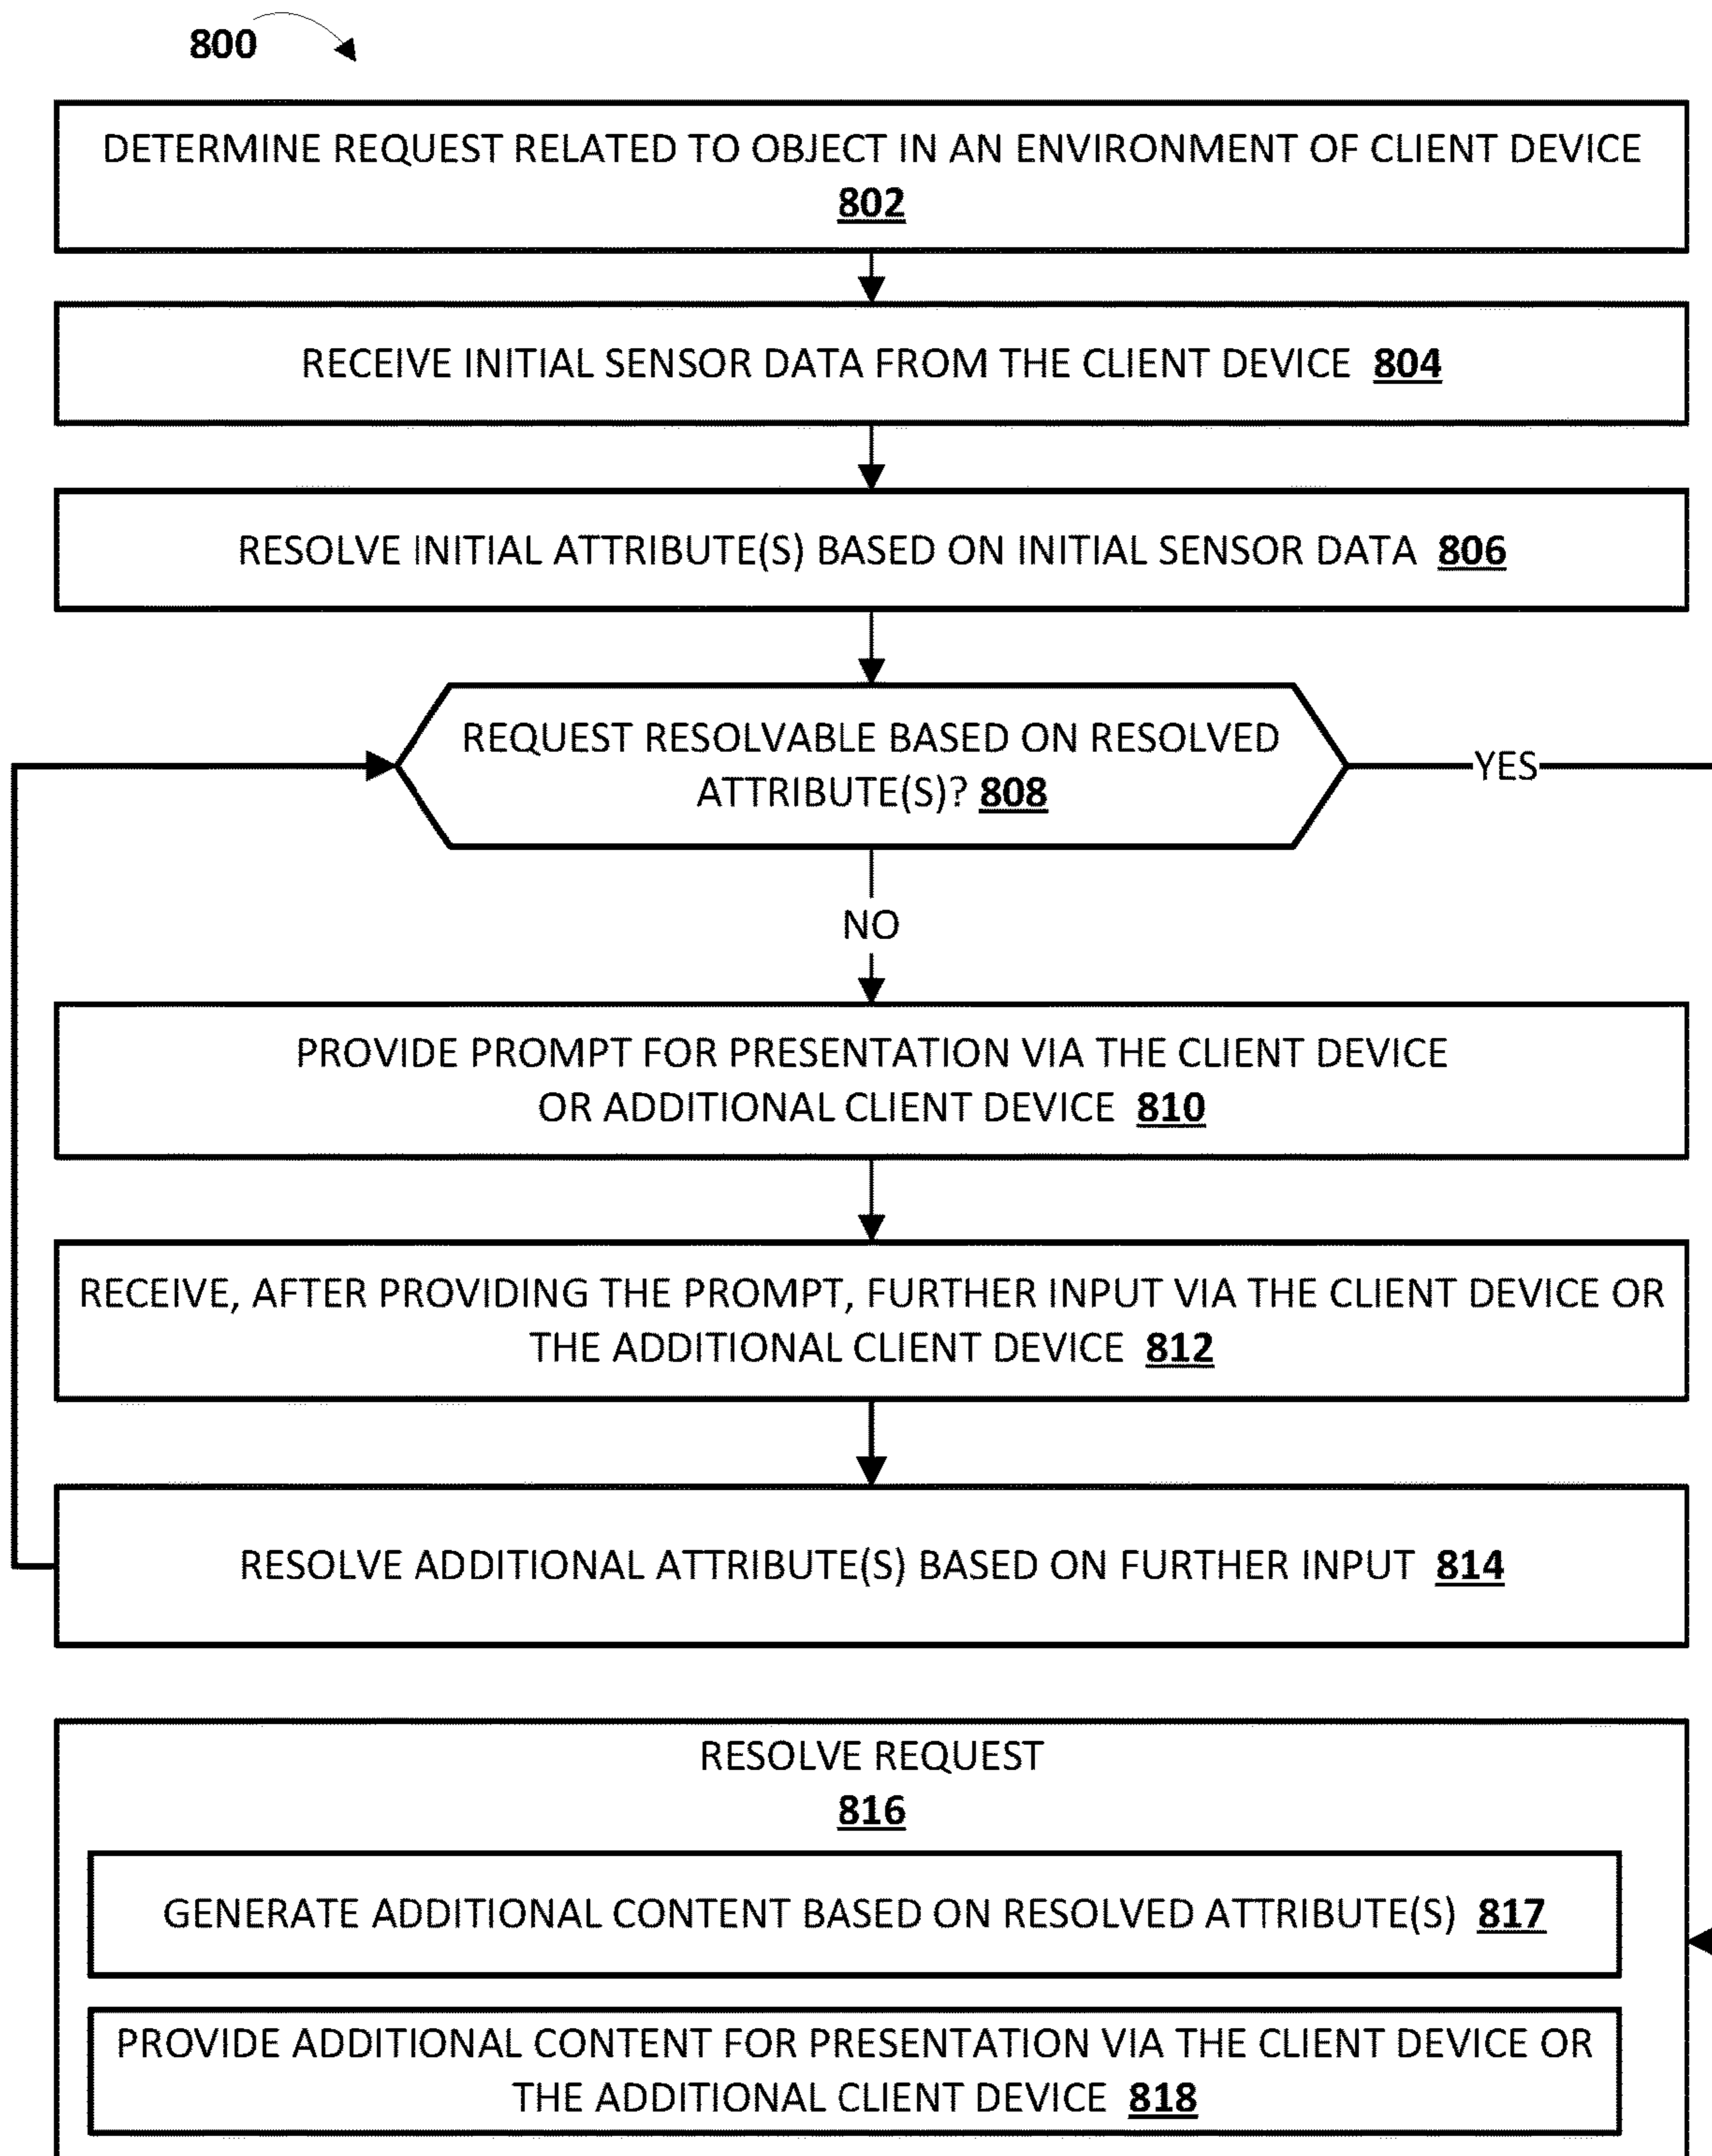 800
DETERMINE REQUEST RELATED TO OBJECT IN AN ENVIRONMENT OF CLIENT DEVICE
802
RECEIVE INITIAL SENSOR DATA FROM THE CLIENT DEVICE 804
RESOLVE INITIAL ATTRIBUTE(S) BASED ON INITIAL SENSOR DATA 806
REQUEST RESOLVABLE BASED ON RESOLVED
ATTRIBUTE(S)? 808
YES
NO
PROVIDE PROMPT FOR PRESENTATION VIA THE CLIENT DEVICE
OR ADDITIONAL CLIENT DEVICE 810
RECEIVE, AFTER PROVIDING THE PROMPT, FURTHER INPUT VIA THE CLIENT DEVICE OR
THE ADDITIONAL CLIENT DEVICE 812
RESOLVE ADDITIONAL ATTRIBUTE(S) BASED ON FURTHER INPUT 814
RESOLVE REQUEST
816
GENERATE ADDITIONAL CONTENT BASED ON RESOLVED ATTRIBUTE(S) 817
PROVIDE ADDITIONAL CONTENT FOR PRESENTATION VIA THE CLIENT DEVICE OR
THE ADDITIONAL CLIENT DEVICE 818